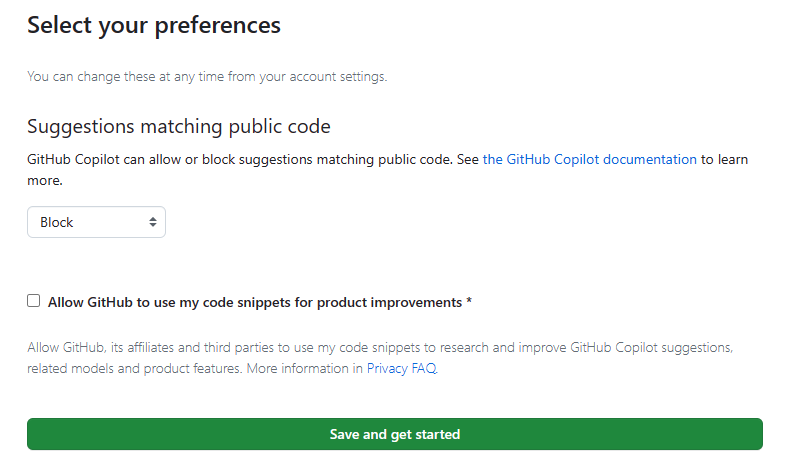 Select your preferences
You can change these at any time from your account settings.
Suggestions matching public code
GitHub Copilot can allow or block suggestions matching public code. See the GitHub Copilot documentation to learn
more.
Block
Allow GitHub to use my code snippets for product improvements *
Allow GitHub, its affiliates and third parties to use my code snippets to research and improve GitHub Copilot suggestions,
related models and product features. More information in Privacy FAQ.
Save and get started